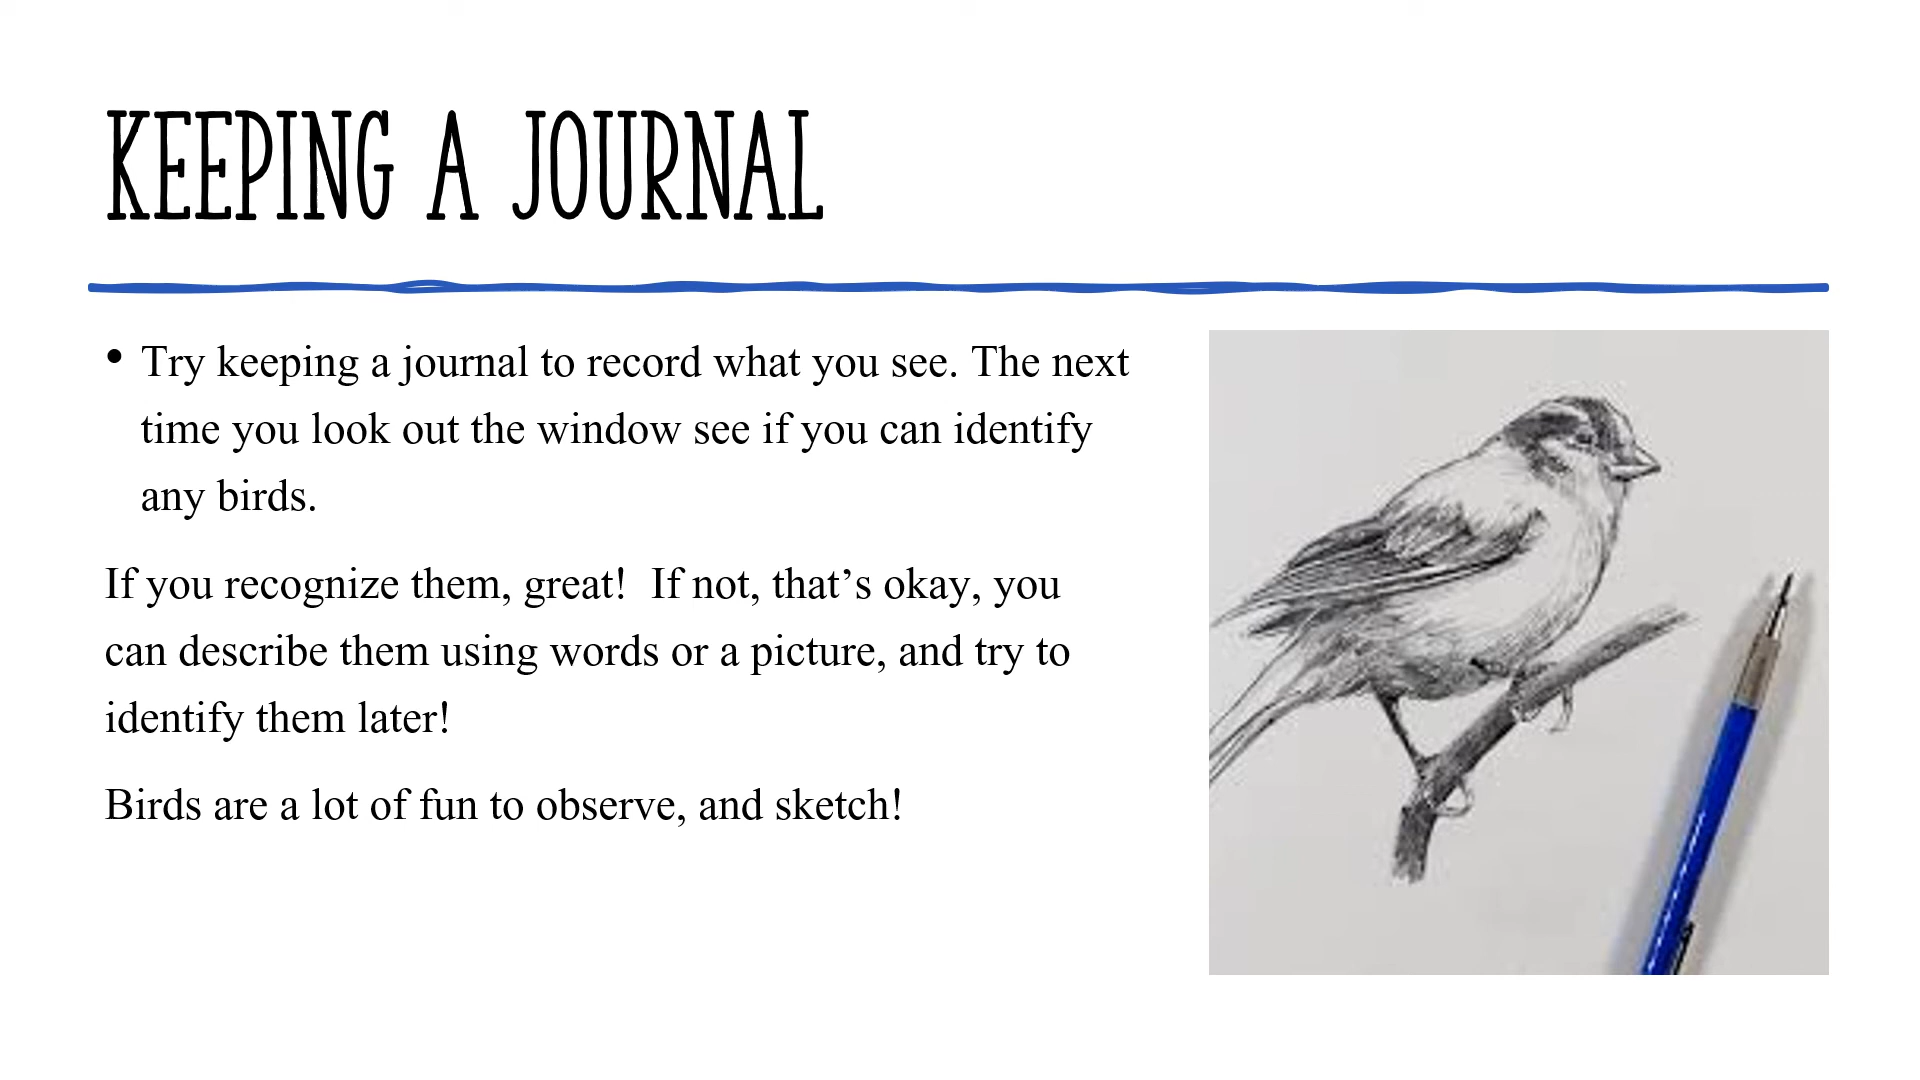 KEEPING A JOURNAL
• Try keeping a journal to record what you see. The next
time you look out the window see if you can identify
any birds.
If you recognize them, great!  If not, that’s okay, you
can describe them using words or a picture, and try to
identify them later!
Birds are a lot of fun to observe, and sketch!